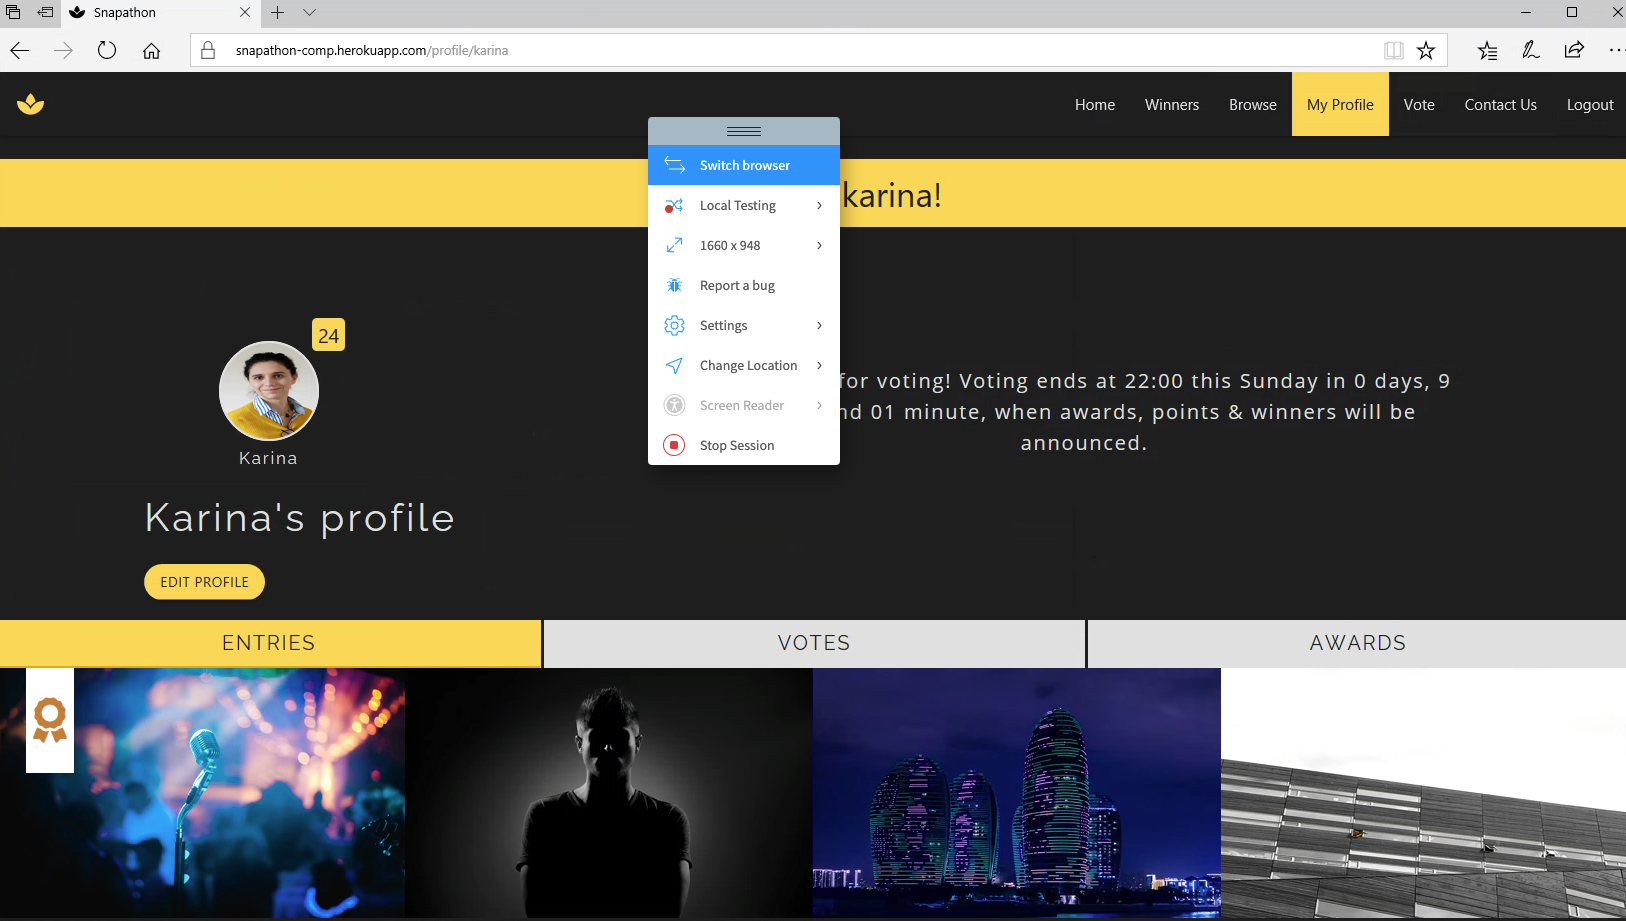 Snapathon
snapathon-comp.herokuapp.com/profile/karina
Home Winners Browse My Profile Vote Contact Us Logout
karina!
Switch browser
Local Testing
1660 x 948
Report a bug
Settings
Change Location
Screen Reader
Stop Session
24
Karina
Karina's profile
EDIT PROFILE
for voting! Voting ends at 22:00 this Sunday in 0 days, 9
01 minute, when awards, points & winners will be
announced.
ENTRIES VOTES AWARDS